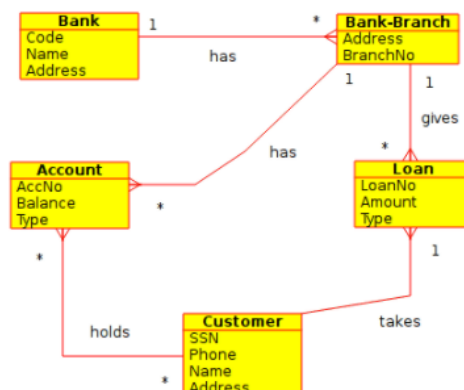 Bank
Code
Name
Address
1
has
*
Bank-Branch
Address
BranchNo
1
1
gives
*
has
Account
AccNo
Balance
Type
*
*
Loan
LoanNo
Amount
Type
1
holds
takes
Customer
SSN
Phone
Name
Address
*